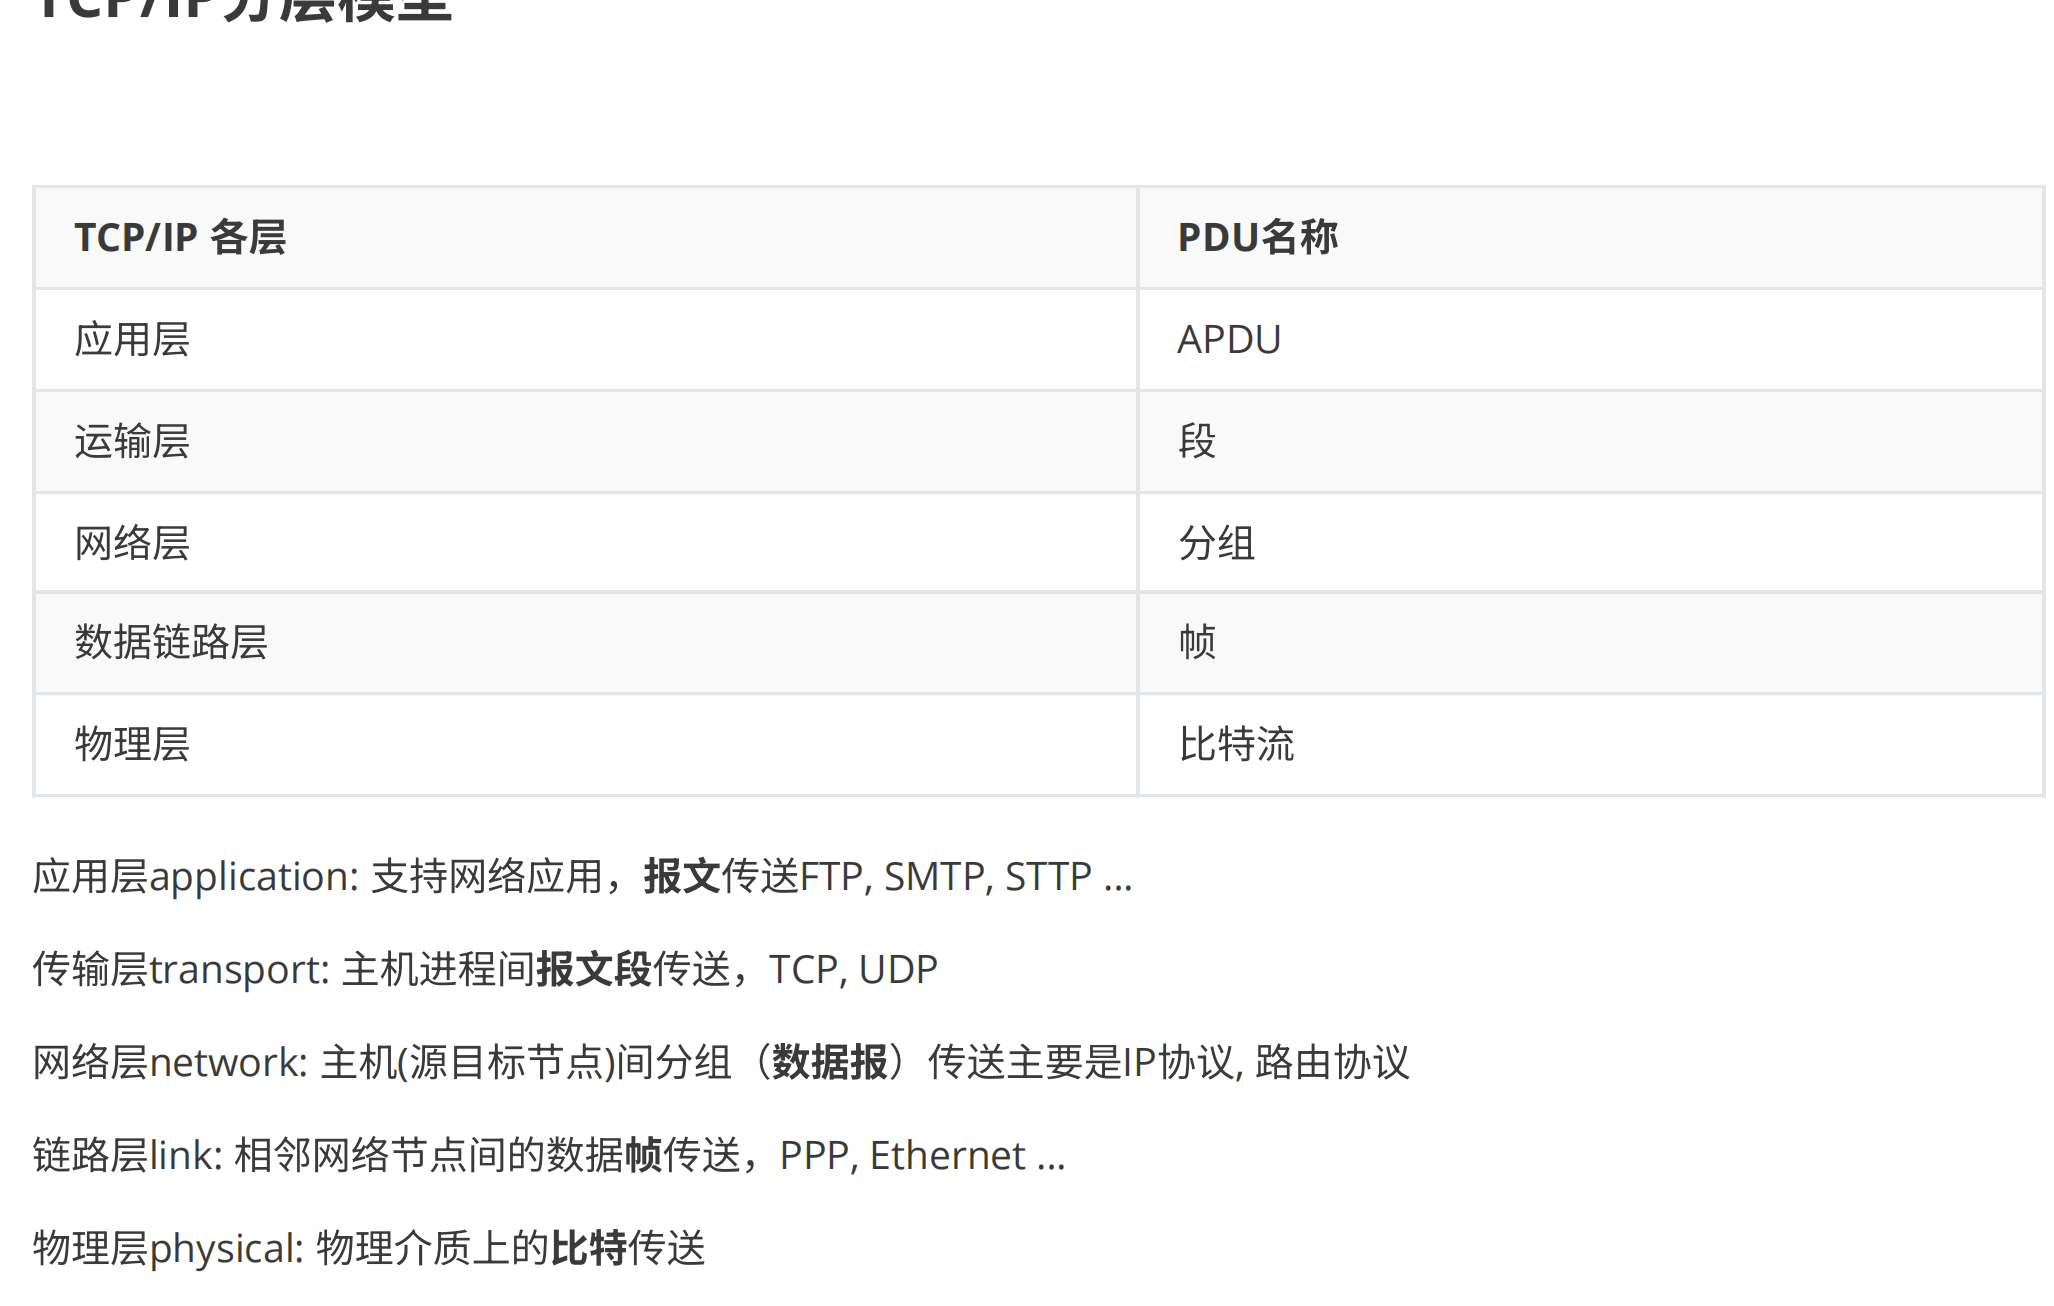 TCP/IP分层模型
TCP/IP 各层 PDU名称
应用层 APDU
运输层 段
网络层 分组
数据链路层 帧
物理层 比特流
应用层application: 支持网络应用，报文传送FTP, SMTP, STTP ...
传输层transport: 主机进程间报文段传送，TCP, UDP
网络层network: 主机(源目标节点)间分组（数据报）传送主要是IP协议, 路由协议
链路层link: 相邻网络节点间的数据帧传送，PPP, Ethernet ...
物理层physical: 物理介质上的比特传送